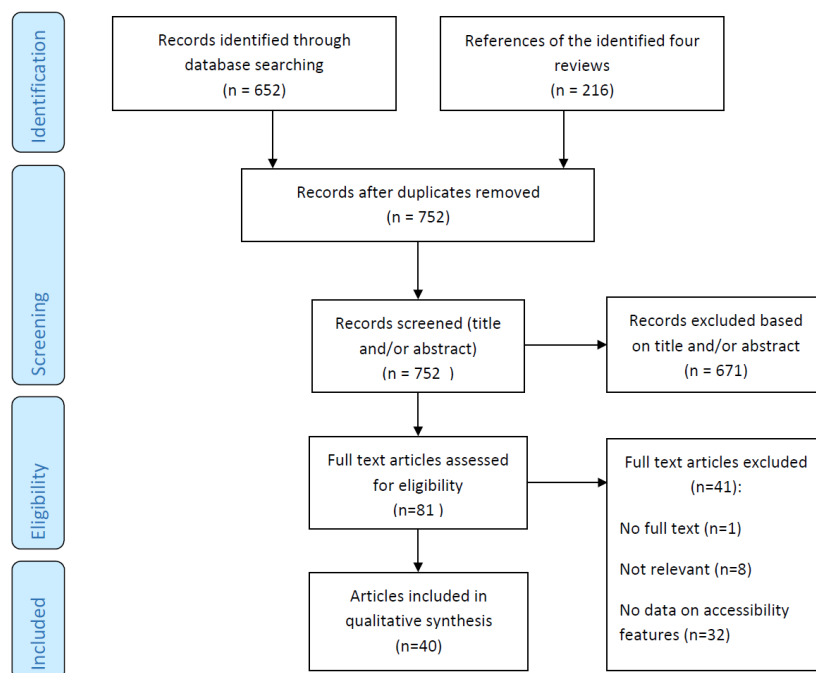 Identification
Records identified through
database searching
(n = 652)
References of the identified four
reviews
(n = 216)
Screening
Records after duplicates removed
(n = 752)
Records screened (title
and/or abstract)
(n = 752 )
Records excluded based
on title and/or abstract
(n = 671)
Eligibility
Full text articles assessed
for eligibility
(n=81 )
Full text articles excluded
(n=41):
No full text (n=1)
Not relevant (n=8)
No data on accessibility
features (n=32)
Included
Articles included in
qualitative synthesis
(n=40)